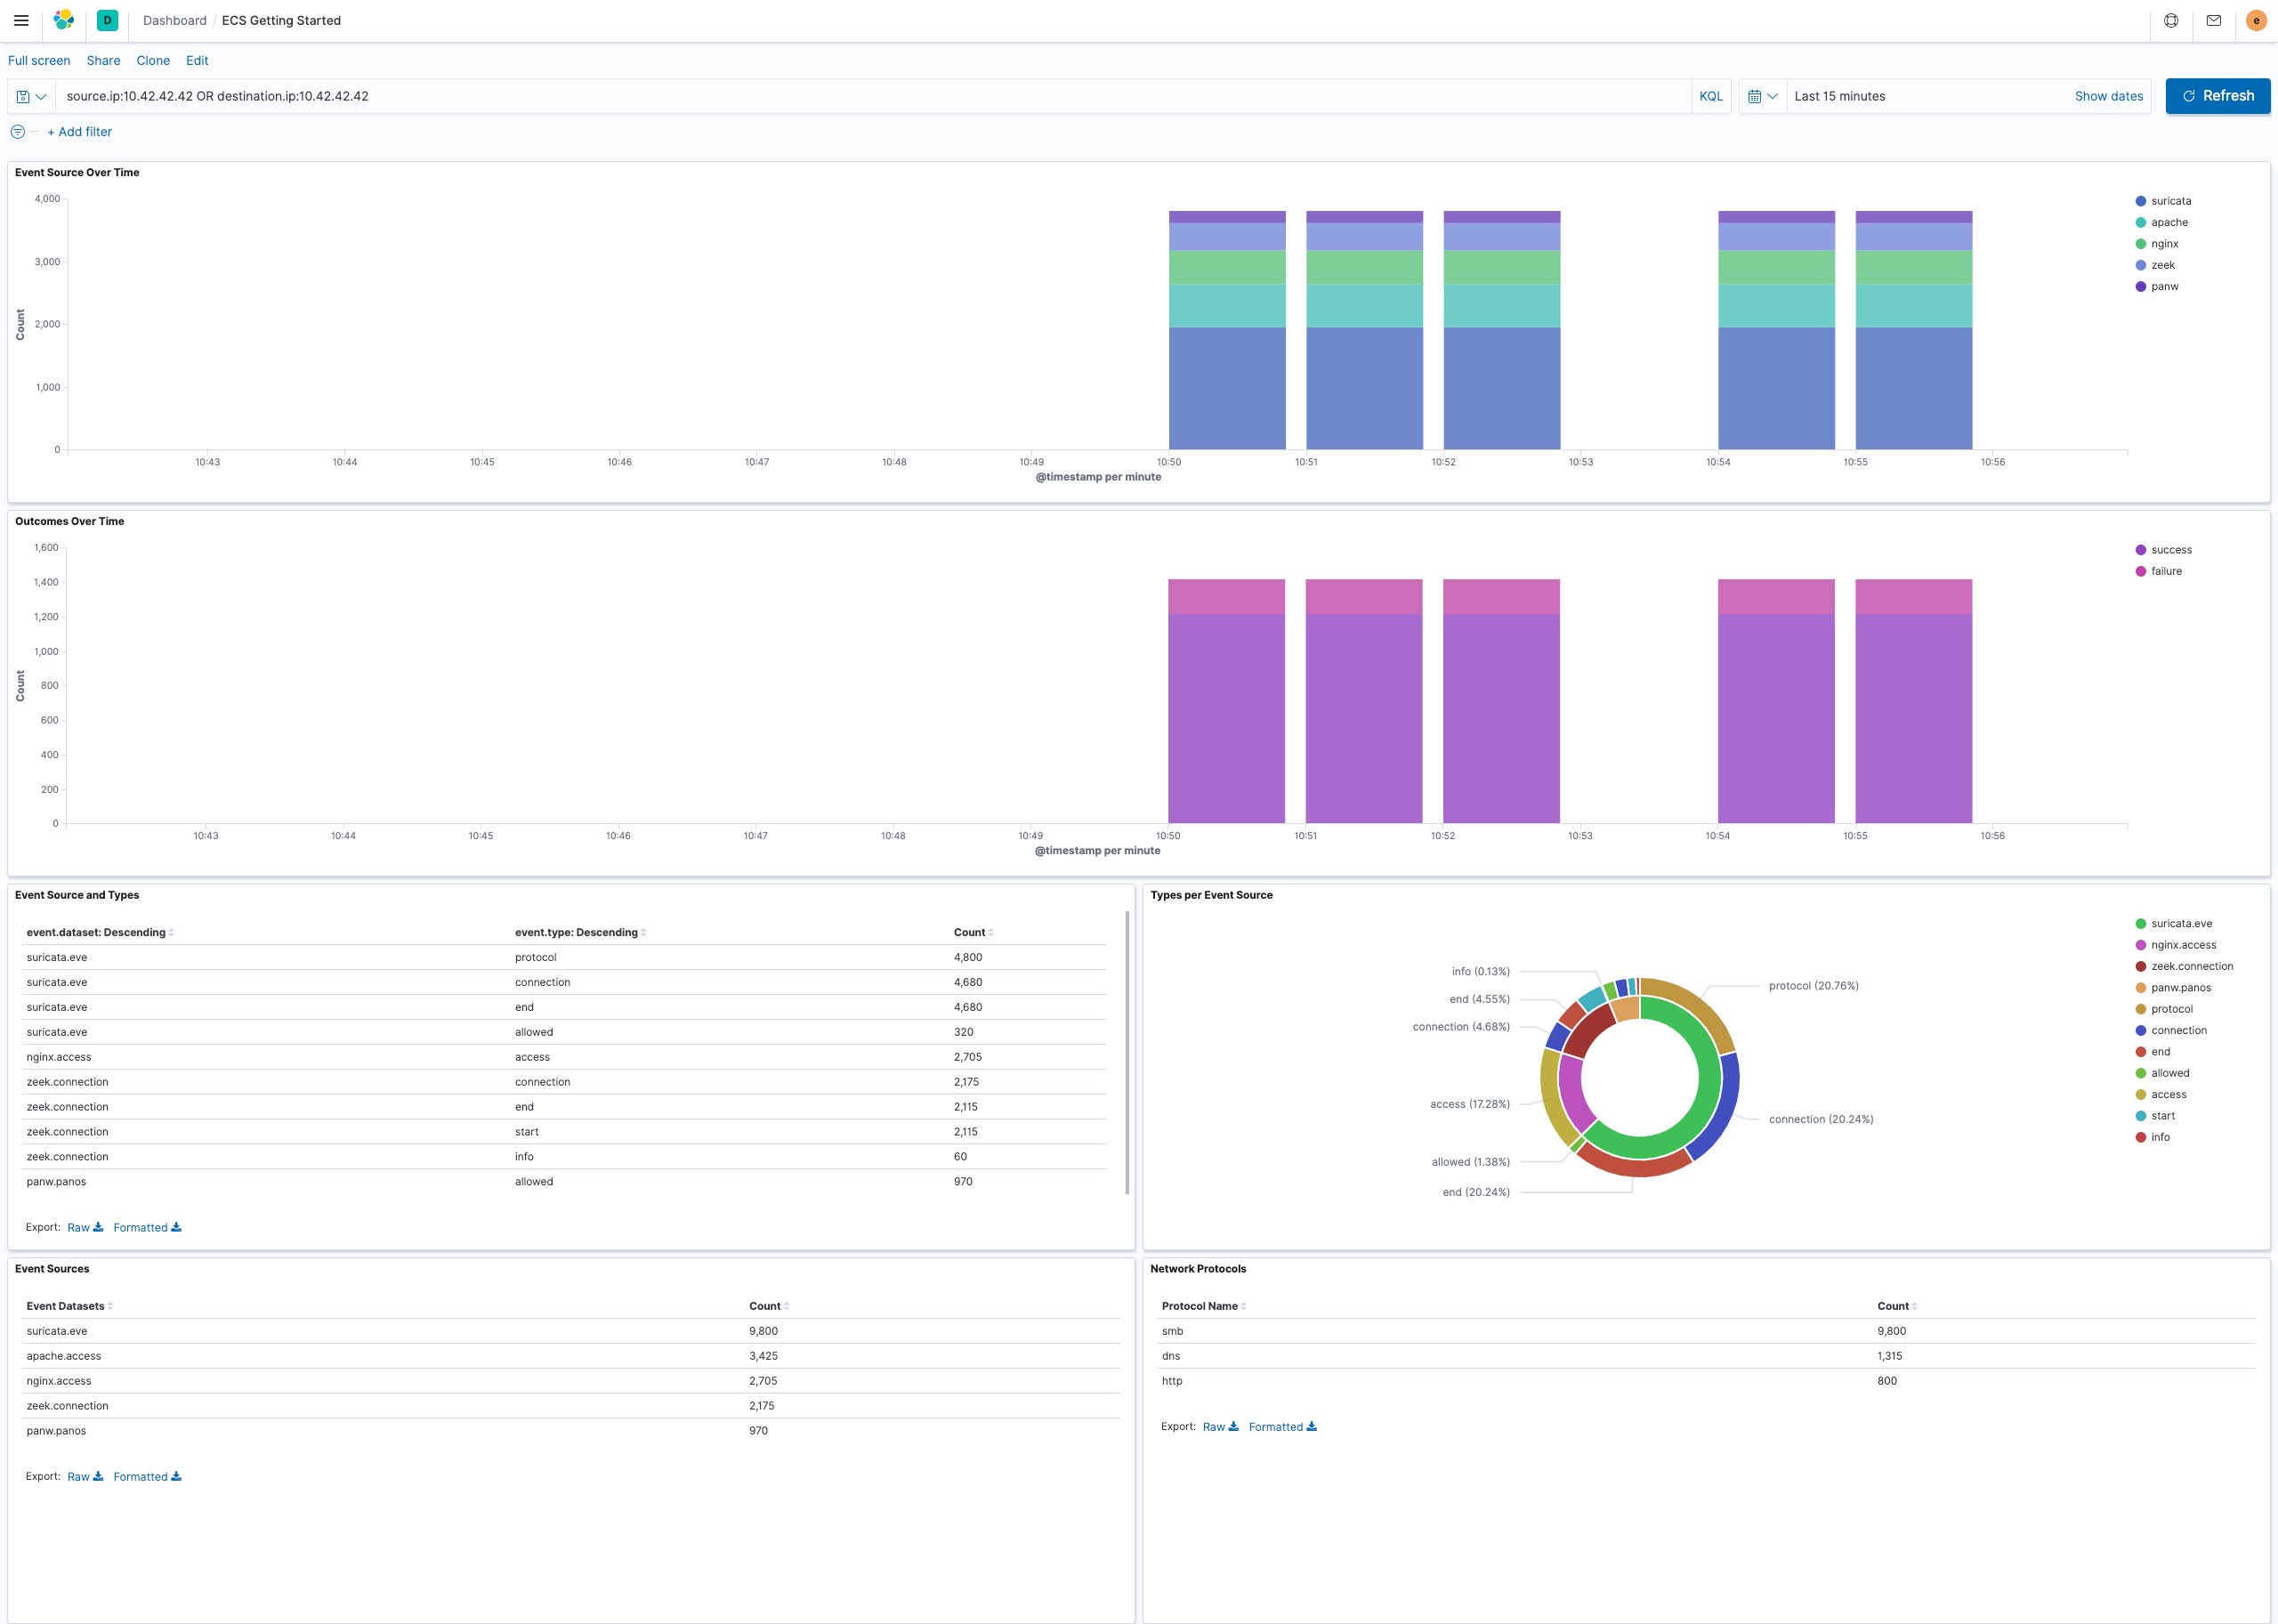 D Dashboard / ECS Getting Started e
Full screen Share Clone Edit
source.ip:10.42.42.42 OR destination.ip:10.42.42.42 KQL Last 15 minutes Show dates Refresh
+ Add filter
Event Source Over Time
4,000
3,000
2,000
1,000
0
Count
10:43 10:44 10:45 10:46 10:47 10:48 10:49 10:50 10:51 10:52 10:53 10:54 10:55 10:56
@timestamp per minute
suricata
apache
nginx
zeek
panw
Outcomes Over Time
1,600
1,400
1,200
1,000
800
600
400
200
0
Count
10:43 10:44 10:45 10:46 10:47 10:48 10:49 10:50 10:51 10:52 10:53 10:54 10:55 10:56
@timestamp per minute
success
failure
Event Source and Types
event.dataset: Descending event.type: Descending Count
suricata.eve protocol 4,800
suricata.eve connection 4,680
suricata.eve end 4,680
suricata.eve allowed 320
nginx.access access 2,705
zeek.connection connection 2,175
zeek.connection end 2,115
zeek.connection start 2,115
zeek.connection info 60
panw.panos allowed 970
Export: Raw Formatted
Types per Event Source
info (0.13%)
end (4.55%)
connection (4.68%)
access (17.28%)
allowed (1.38%)
end (20.24%)
protocol (20.76%)
connection (20.24%)
suricata.eve
nginx.access
zeek.connection
panw.panos
protocol
connection
end
allowed
access
start
info
Event Sources
Event Datasets Count
suricata.eve 9,800
apache.access 3,425
nginx.access 2,705
zeek.connection 2,175
panw.panos 970
Export: Raw Formatted
Network Protocols
Protocol Name Count
smb 9,800
dns 1,315
http 800
Export: Raw Formatted